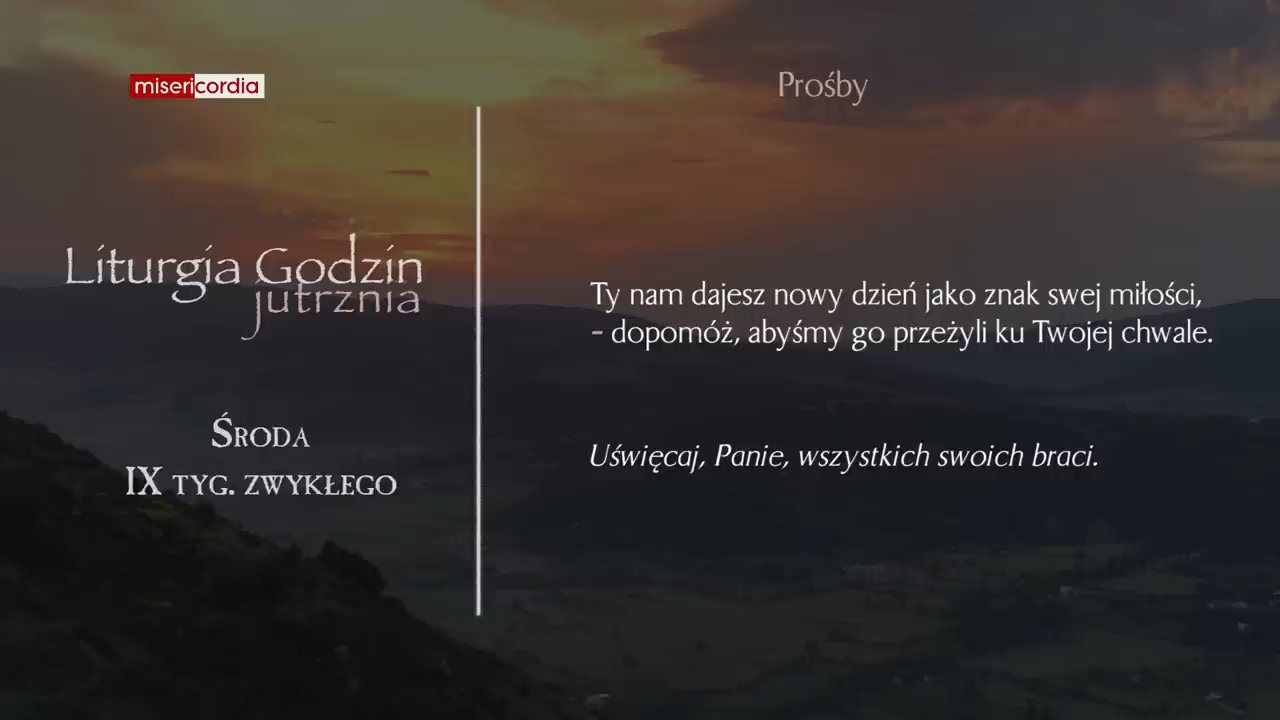 misericordia
Liturgia Godzin
jutrznia
Środa
IX tyg. zwykłego
Prośby
Ty nam dajesz nowy dzień jako znak swej miłości,
- dopomóż, abyśmy go przeżyli ku Twojej chwale.
Uświęcaj, Panie, wszystkich swoich braci.